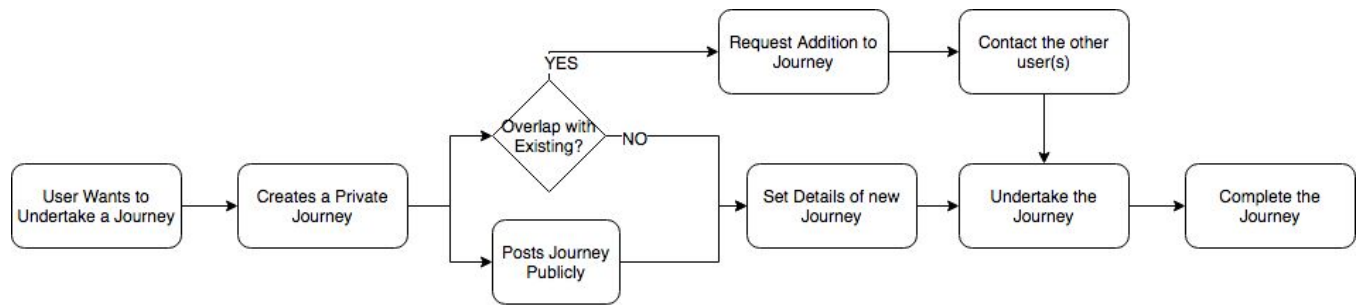 Request Addition to
Journey
Contact the other
user(s)
YES
Overlap with
Existing?
NO
User Wants to
Undertake a Journey
Creates a Private
Journey
Set Details of new
Journey
Undertake the
Journey
Complete the
Journey
Posts Journey
Publicly